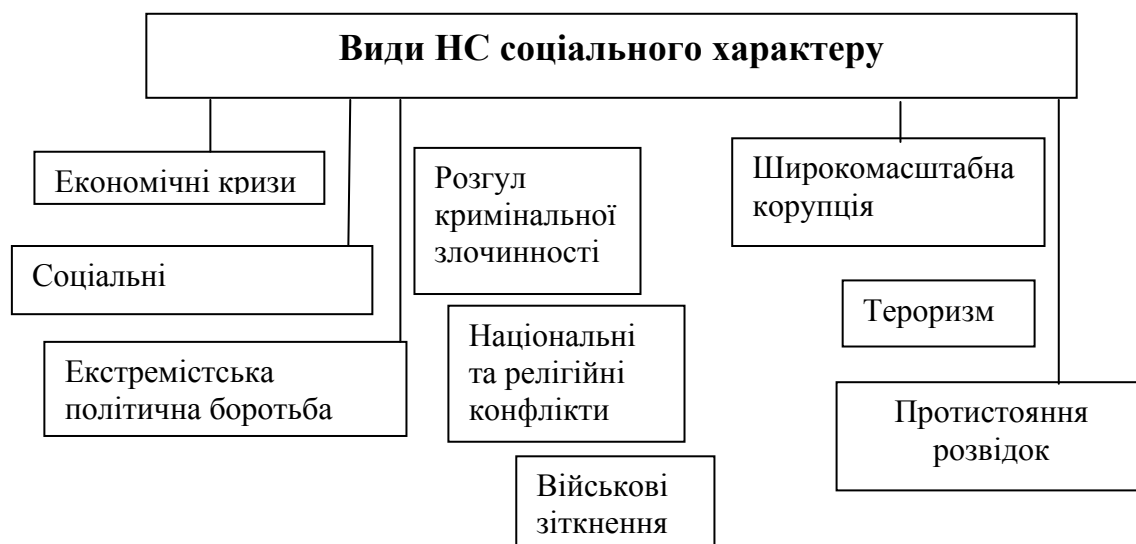 Види НС соціального характеру
Економічні кризи
Соціальні
Екстремістська
політична боротьба
Розгул
кримінальної
злочинності
Національні
та релігійні
конфлікти
Військові
зіткнення
Широкомасштабна
корупція
Тероризм
Протистояння
розвідок